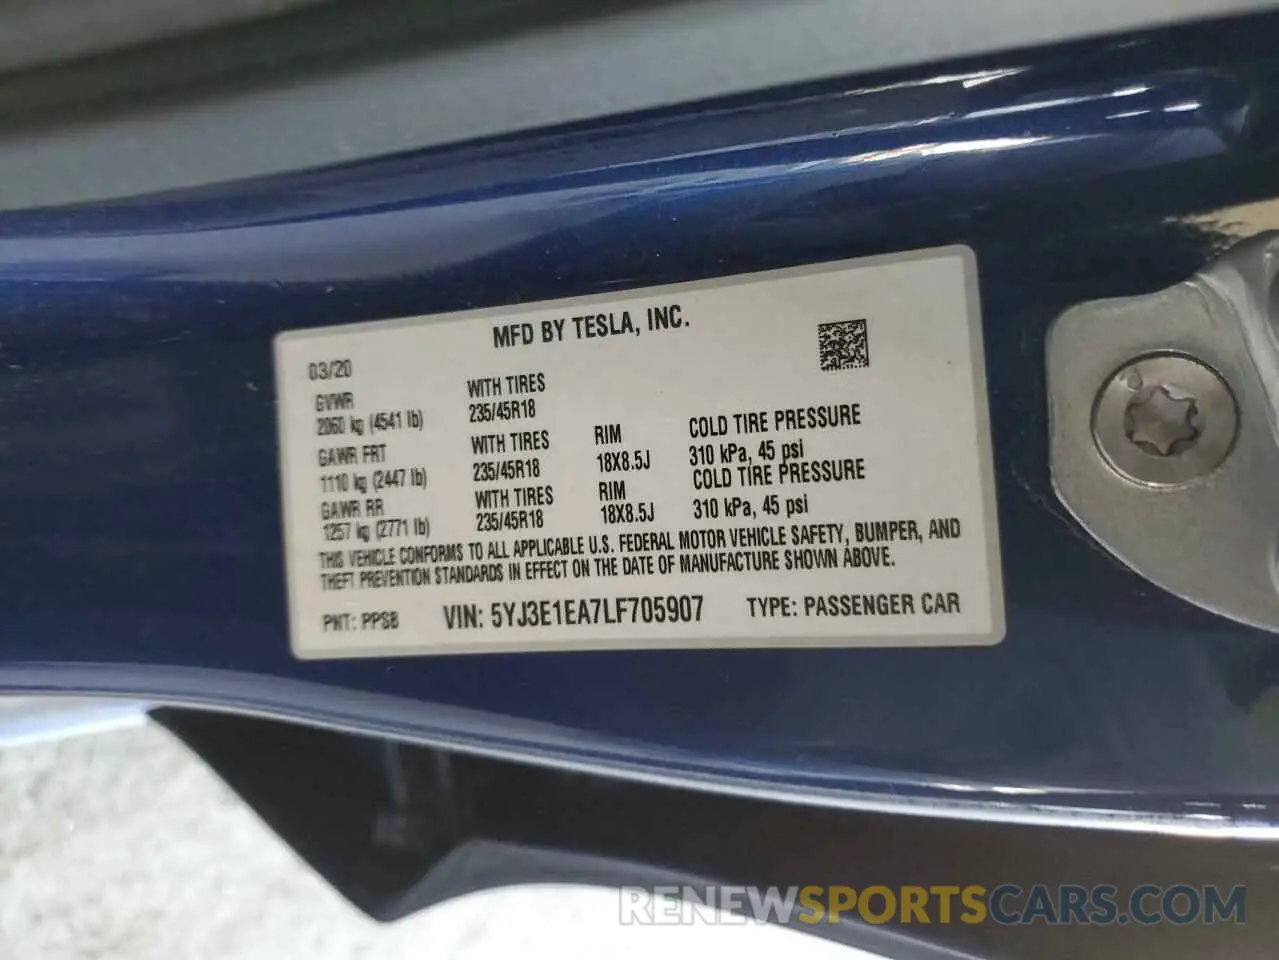 MFD BY TESLA, INC.
03/20
GVWR WITH TIRES
2060 kg (4541 lb) 235/45R18
GAWR FRT WITH TIRES RIM COLD TIRE PRESSURE
1110 kg (2447 lb) 235/45R18 18X8.5J 310 kPa, 45 psi
GAWR RR WITH TIRES RIM COLD TIRE PRESSURE
1257 kg (2771 lb) 235/45R18 18X8.5J 310 kPa, 45 psi
THIS VEHICLE CONFORMS TO ALL APPLICABLE U.S. FEDERAL MOTOR VEHICLE SAFETY, BUMPER, AND
THEFT PREVENTION STANDARDS IN EFFECT ON THE DATE OF MANUFACTURE SHOWN ABOVE.
PNT: PPSB VIN: 5YJ3E1EA7LF705907 TYPE: PASSENGER CAR
RENEWSPORTSCARS.COM